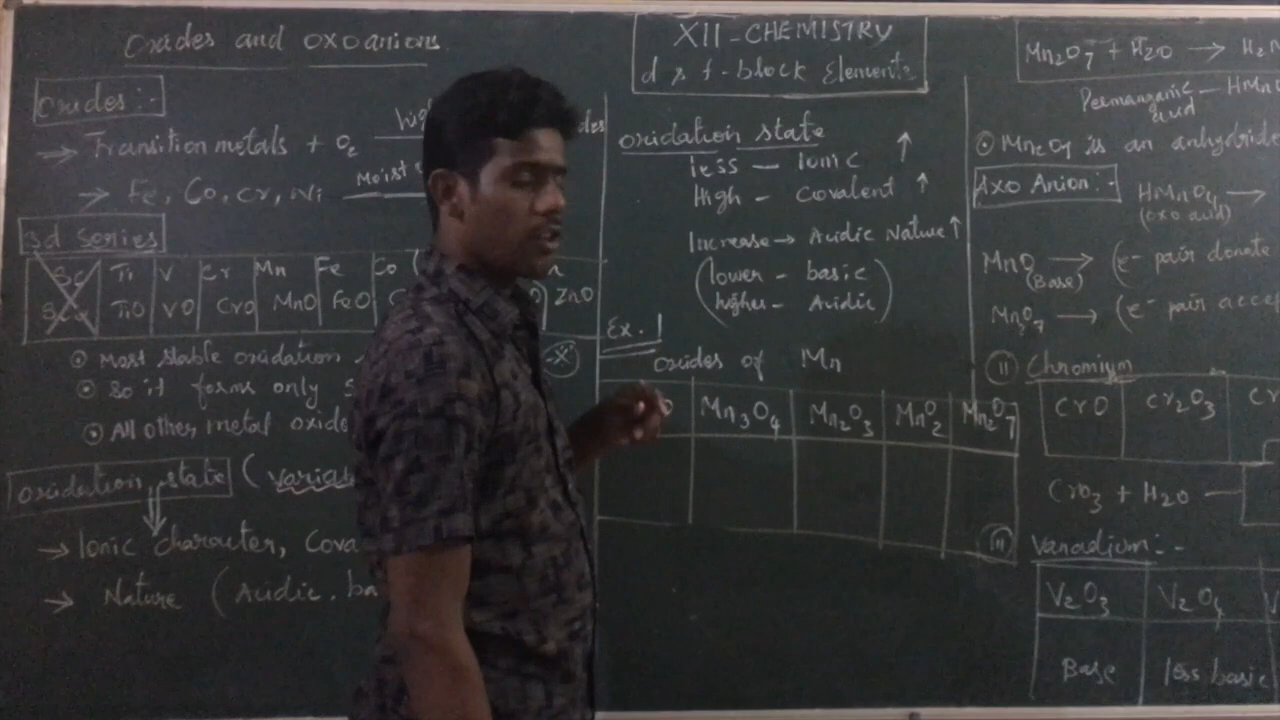 Oxides and oxoanions
Oxides:-
→ Transition metals + O2
→ Fe, Co, Cr, Ni Moist
3d Series
Sc Ti V Cr Mn Fe Co
TiO VO CrO MnO FeO ZnO
Most stable oxidation
So it forms only
All other metal oxide
oxidation state (
→ Ionic character, Cova
→ Nature (Acidic, ba
XII-CHEMISTRY
d & f-block Elements
oxidation state
less - Ionic ↑
High - Covalent ↑
Increase → Acidic Nature ↑
(lower - basic
higher - Acidic)
Ex. 1
oxides of Mn
Mn3O4 Mn2O3 MnO2 Mn2O7
Mn2O7 + H2O →
Permanganic acid - HMn
Mn2O7 is an anhydride
Axo Anion:- HMnO4 →
(oxo acid)
MnO → (e- pair donate
(Base)
Mn2O7 → (e- pair acce
II Chromium
CrO Cr2O3 Cr
CrO3 + H2O —
III Vanadium:-
V2O3 V2O4 V
Base less basic